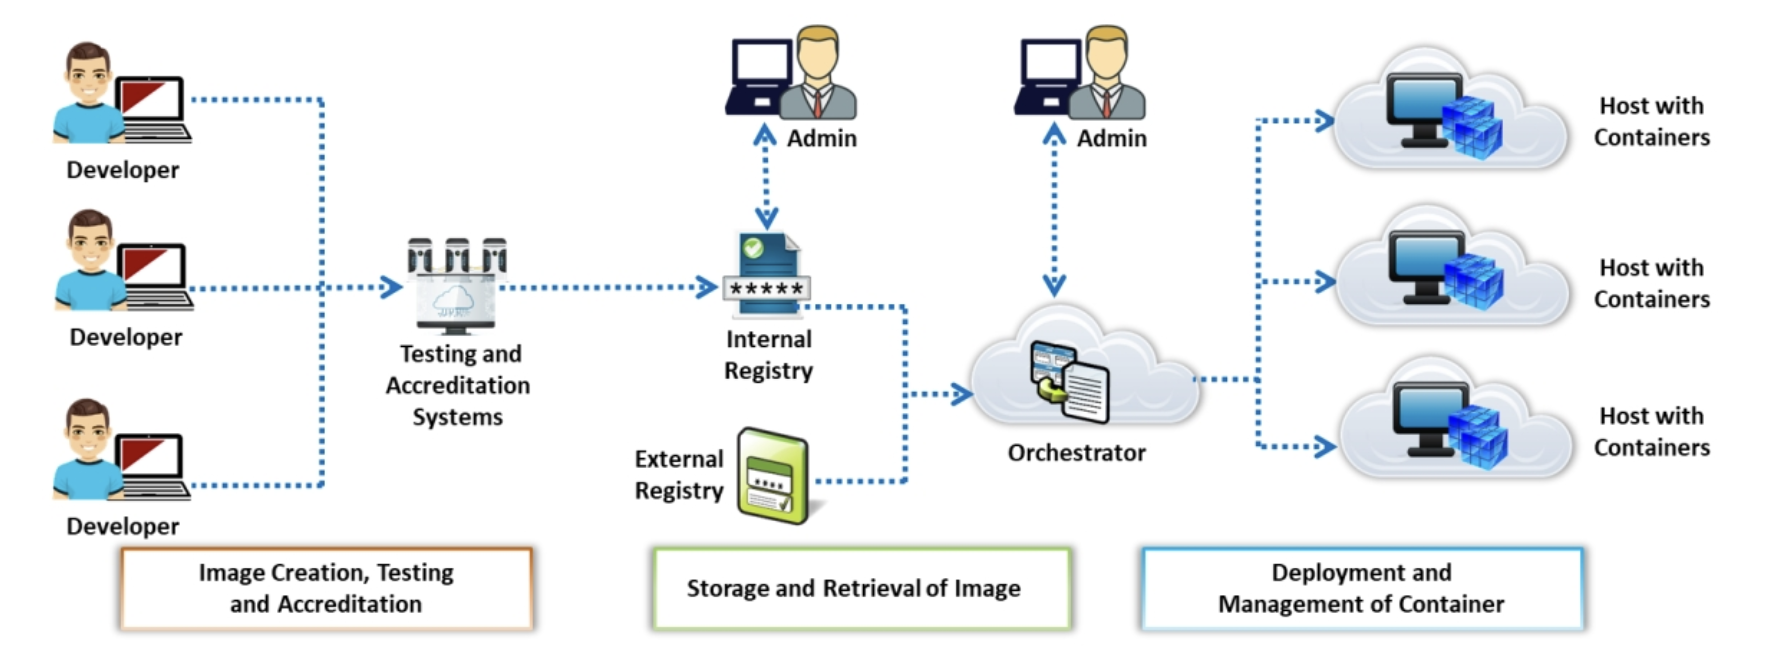 Developer
Developer
Developer
Testing and
Accreditation
Systems
Admin
*****
Internal
Registry
External
Registry
****
Admin
Orchestrator
Host with
Containers
Host with
Containers
Host with
Containers
Image Creation, Testing
and Accreditation
Storage and Retrieval of Image
Deployment and
Management of Container